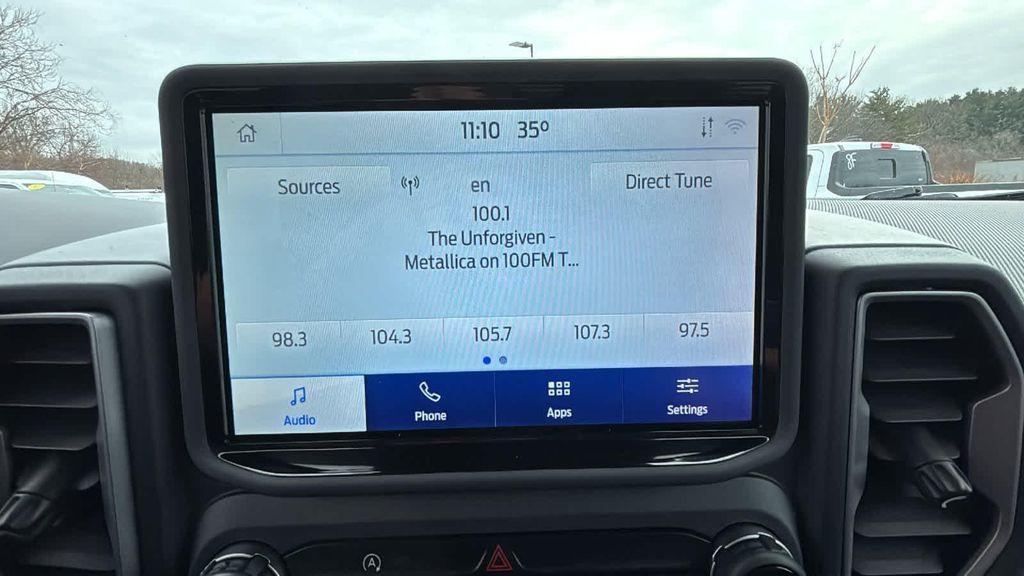 11:10 35º
Sources en Direct Tune
100.1
The Unforgiven -
Metallica on 100FM T...
98.3 104.3 105.7 107.3 97.5
Audio Phone Apps Settings